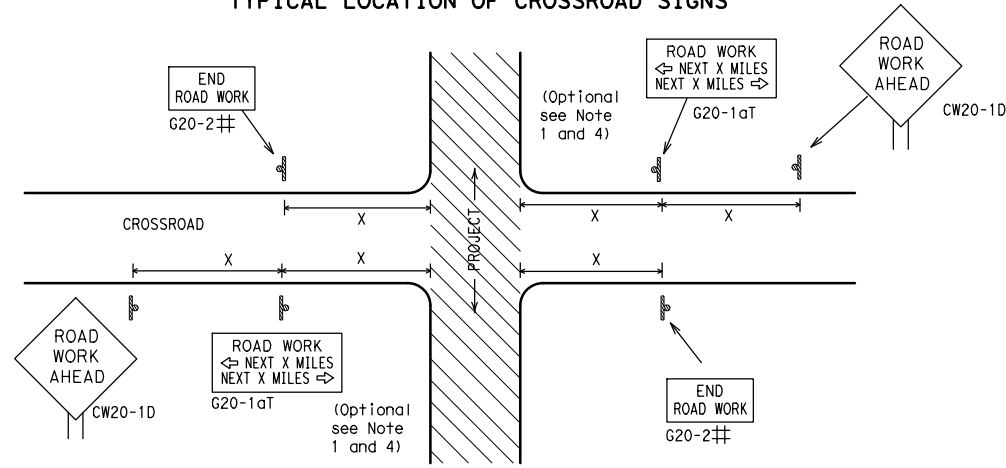 TYPICAL LOCATION OF CROSSROAD SIGNS
END
ROAD WORK
G20-2#
(Optional
see Note
1 and 4)
ROAD WORK
⇦ NEXT X MILES
NEXT X MILES ⇨
G20-1aT
ROAD
WORK
AHEAD
CW20-1D
X
X
X
CROSSROAD
PROJECT
X
X
X
ROAD
WORK
AHEAD
CW20-1D
ROAD WORK
⇦ NEXT X MILES
NEXT X MILES ⇨
G20-1aT
(Optional
see Note
1 and 4)
END
ROAD WORK
G20-2#